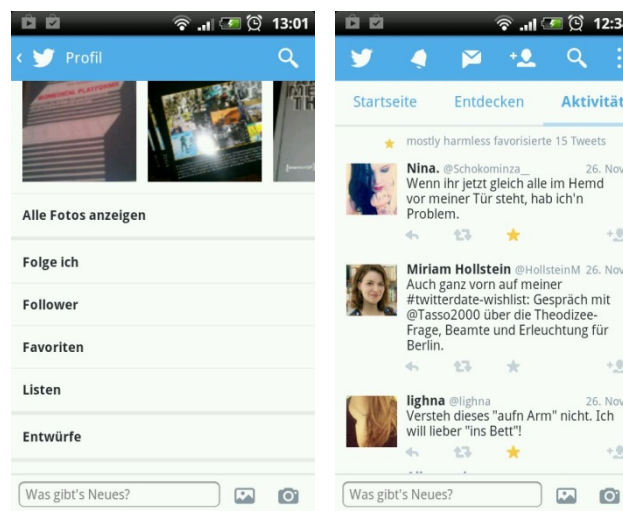 13:01
Profil
BIOMEDICAL PLATFORMS
Alle Fotos anzeigen
Folge ich
Follower
Favoriten
Listen
Entwürfe
Was gibt's Neues?
12:3
Startseite Entdecken Aktivität
mostly harmless favorisierte 15 Tweets
Nina. @Schokominza__ 26. Nov
Wenn ihr jetzt gleich alle im Hemd
vor meiner Tür steht, hab ich'n
Problem.
Miriam Hollstein @HollsteinM 26. Nov
Auch ganz vorn auf meiner
#twitterdate-wishlist: Gespräch mit
@Tasso2000 über die Theodizee-
Frage, Beamte und Erleuchtung für
Berlin.
lighna @lighna 26. Nov
Versteh dieses "aufn Arm" nicht. Ich
will lieber "ins Bett"!
Was gibt's Neues?